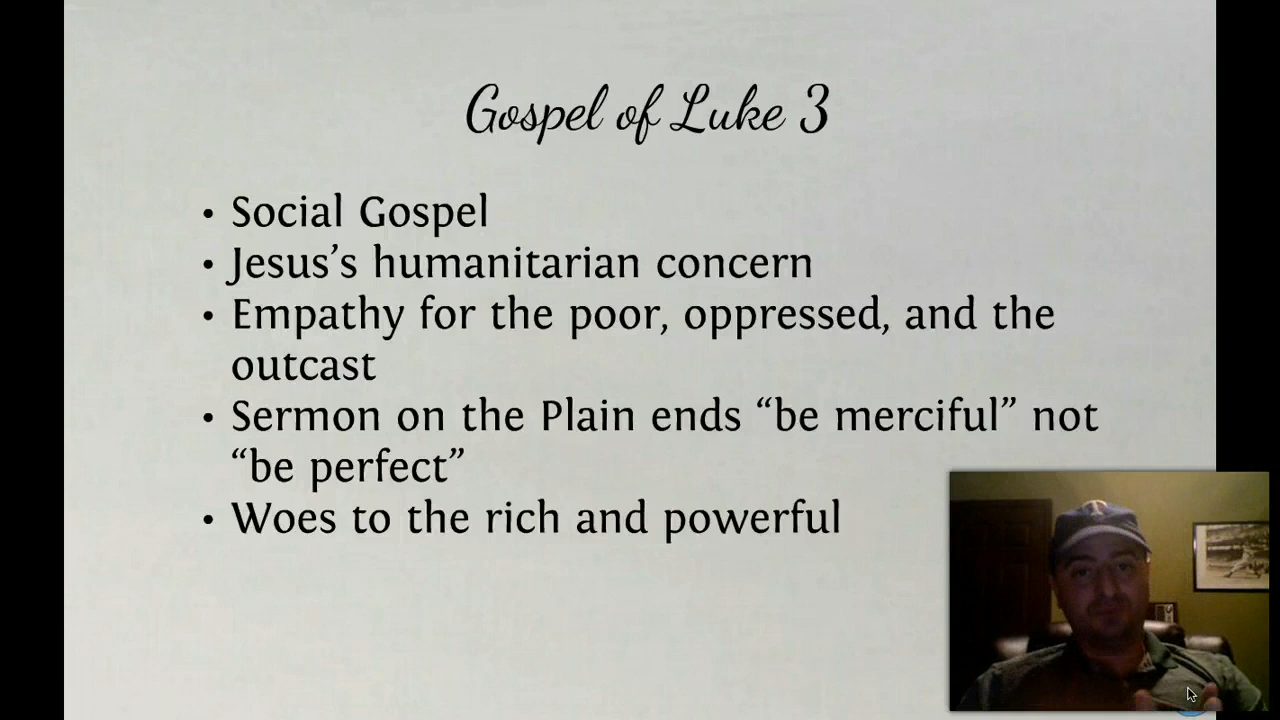 Gospel of Luke 3
• Social Gospel
• Jesus’s humanitarian concern
• Empathy for the poor, oppressed, and the
outcast
• Sermon on the Plain ends “be merciful” not
“be perfect”
• Woes to the rich and powerful